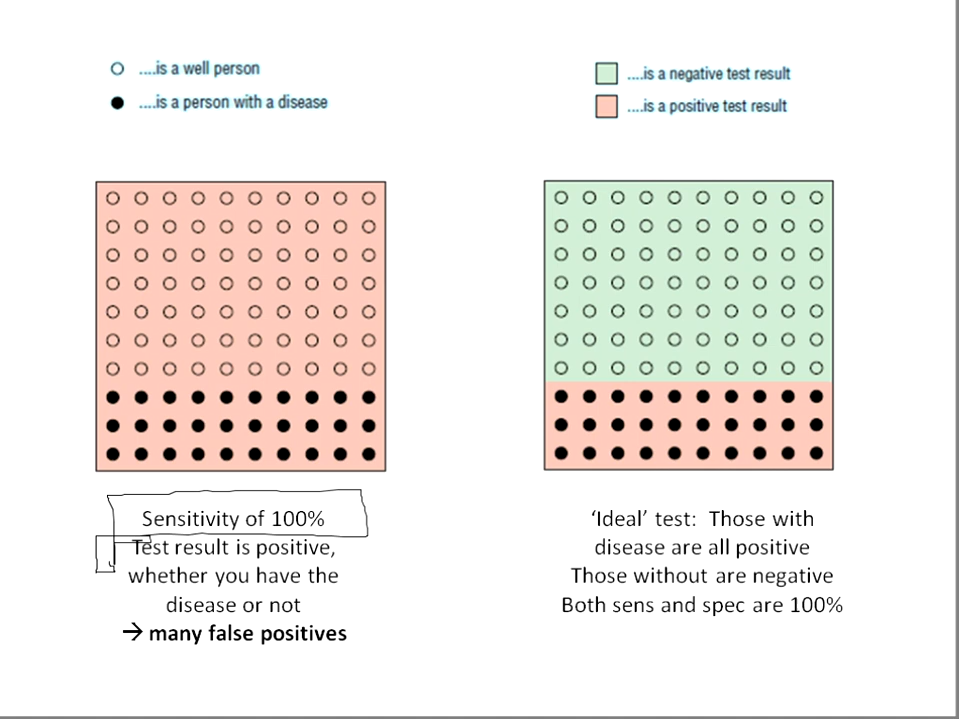 ....is a well person
....is a person with a disease
....is a negative test result
....is a positive test result
Sensitivity of 100%
Test result is positive,
whether you have the
disease or not
→ many false positives
‘Ideal’ test:  Those with
disease are all positive
Those without are negative
Both sens and spec are 100%